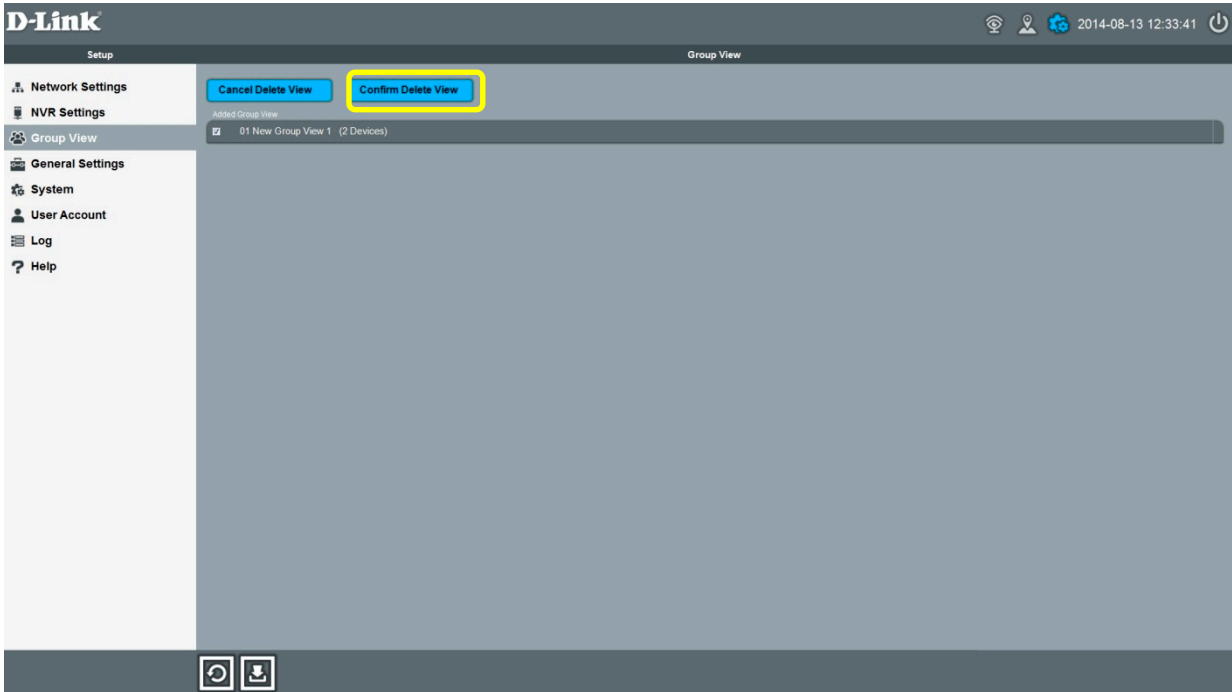 D-Link
2014-08-13 12:33:41
Setup
Group View
Network Settings
NVR Settings
Group View
General Settings
System
User Account
Log
Help
Cancel Delete View
Confirm Delete View
Added Group View
01 New Group View 1 (2 Devices)